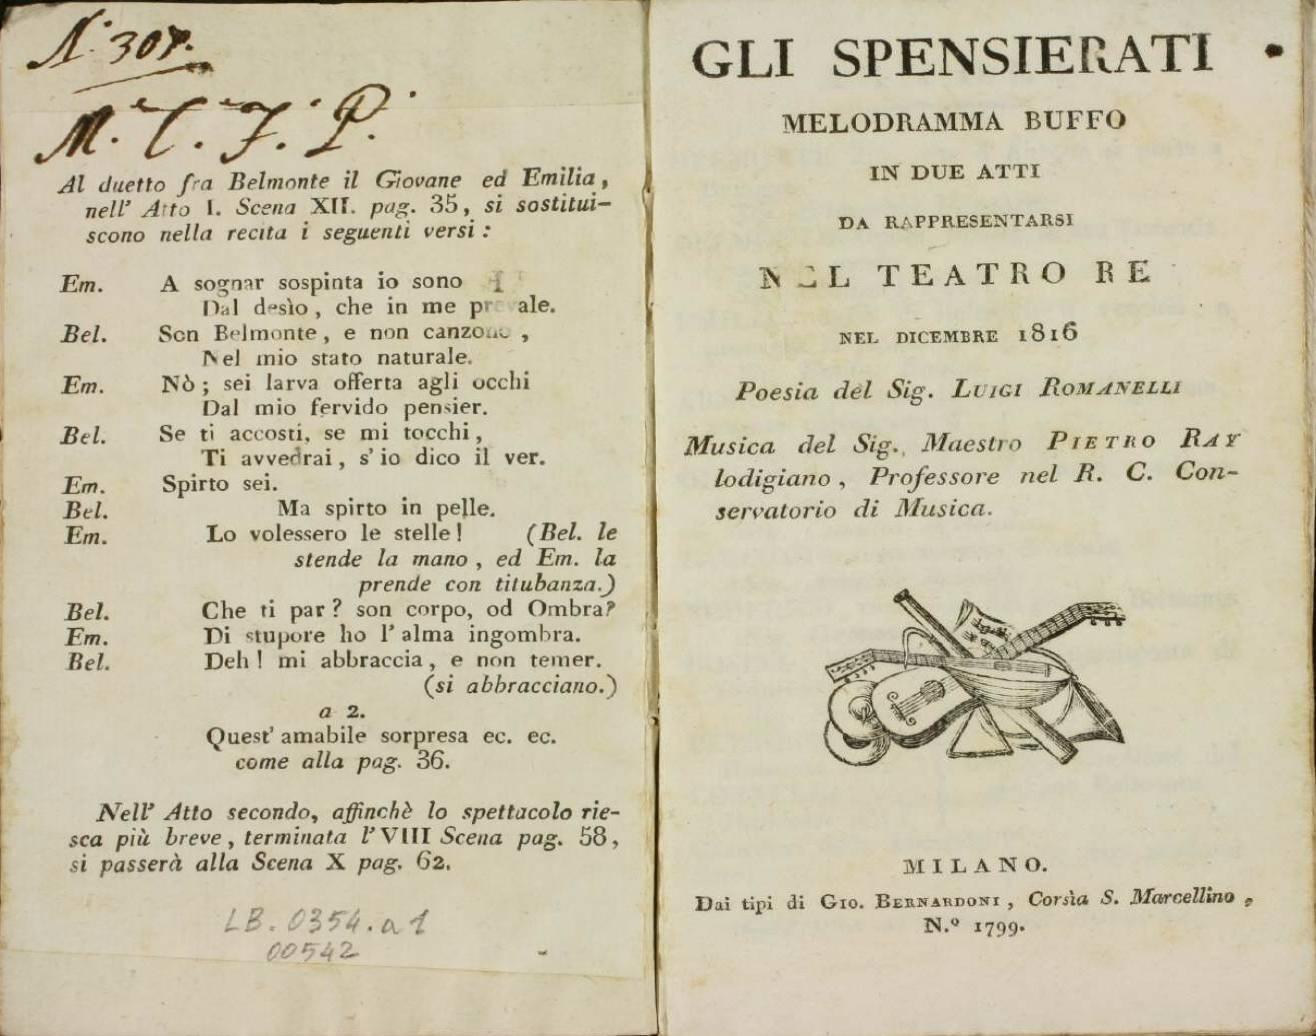 N.º 307.
M.e C.e F.' P.'
Al duetto fra Belmonte il Giovane ed Emilia,
nell' Atto I. Scena XII. pag. 35, si sostitui-
scono nella recita i seguenti versi :
Em. A sognar sospinta io sono
Dal desìo, che in me prevale.
Bel. Son Belmonte, e non canzono,
Nel mio stato naturale.
Em. Nò; sei larva offerta agli occhi
Dal mio fervido pensier.
Bel. Se ti accosti, se mi tocchi,
Ti avvedrai, s' io dico il ver.
Em. Spirto sei.
Bel. Ma spirto in pelle.
Em. Lo volessero le stelle! (Bel. le
stende la mano, ed Em. la
prende con titubanza.)
Bel. Che ti par? son corpo, od Ombra?
Em. Di stupore ho l' alma ingombra.
Bel. Deh! mi abbraccia, e non temer.
(si abbracciano.)
a 2.
Quest' amabile sorpresa ec. ec.
come alla pag. 36.
Nell' Atto secondo, affinchè lo spettacolo rie-
sca più breve, terminata l' VIII Scena pag. 58,
si passerà alla Scena X pag. 62.
LB. 0354. a 1
00542
GLI SPENSIERATI
MELODRAMMA BUFFO
IN DUE ATTI
DA RAPPRESENTARSI
NEL TEATRO RE
NEL DICEMBRE 1816
Poesia del Sig. LUIGI ROMANELLI
Musica del Sig. Maestro PIETRO RAY
lodigiano, Professore nel R. C. Con-
servatorio di Musica.
MILANO.
Dai tipi di GIO. BERNARDONI, Corsìa S. Marcellino,
N.º 1799.